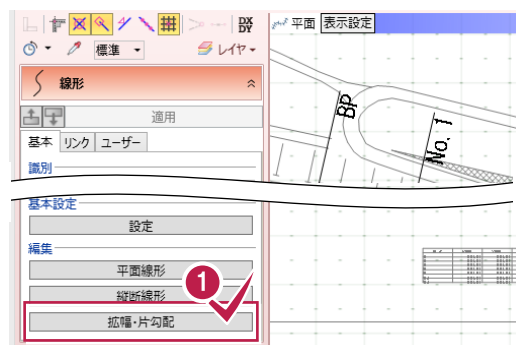 DX
DY
標準
レイヤ
線形
適用
基本 リンク ユーザー
識別
基本設定
設定
編集
平面線形
縦断線形
拡幅・片勾配
1
平面 表示設定
BP
No. 1